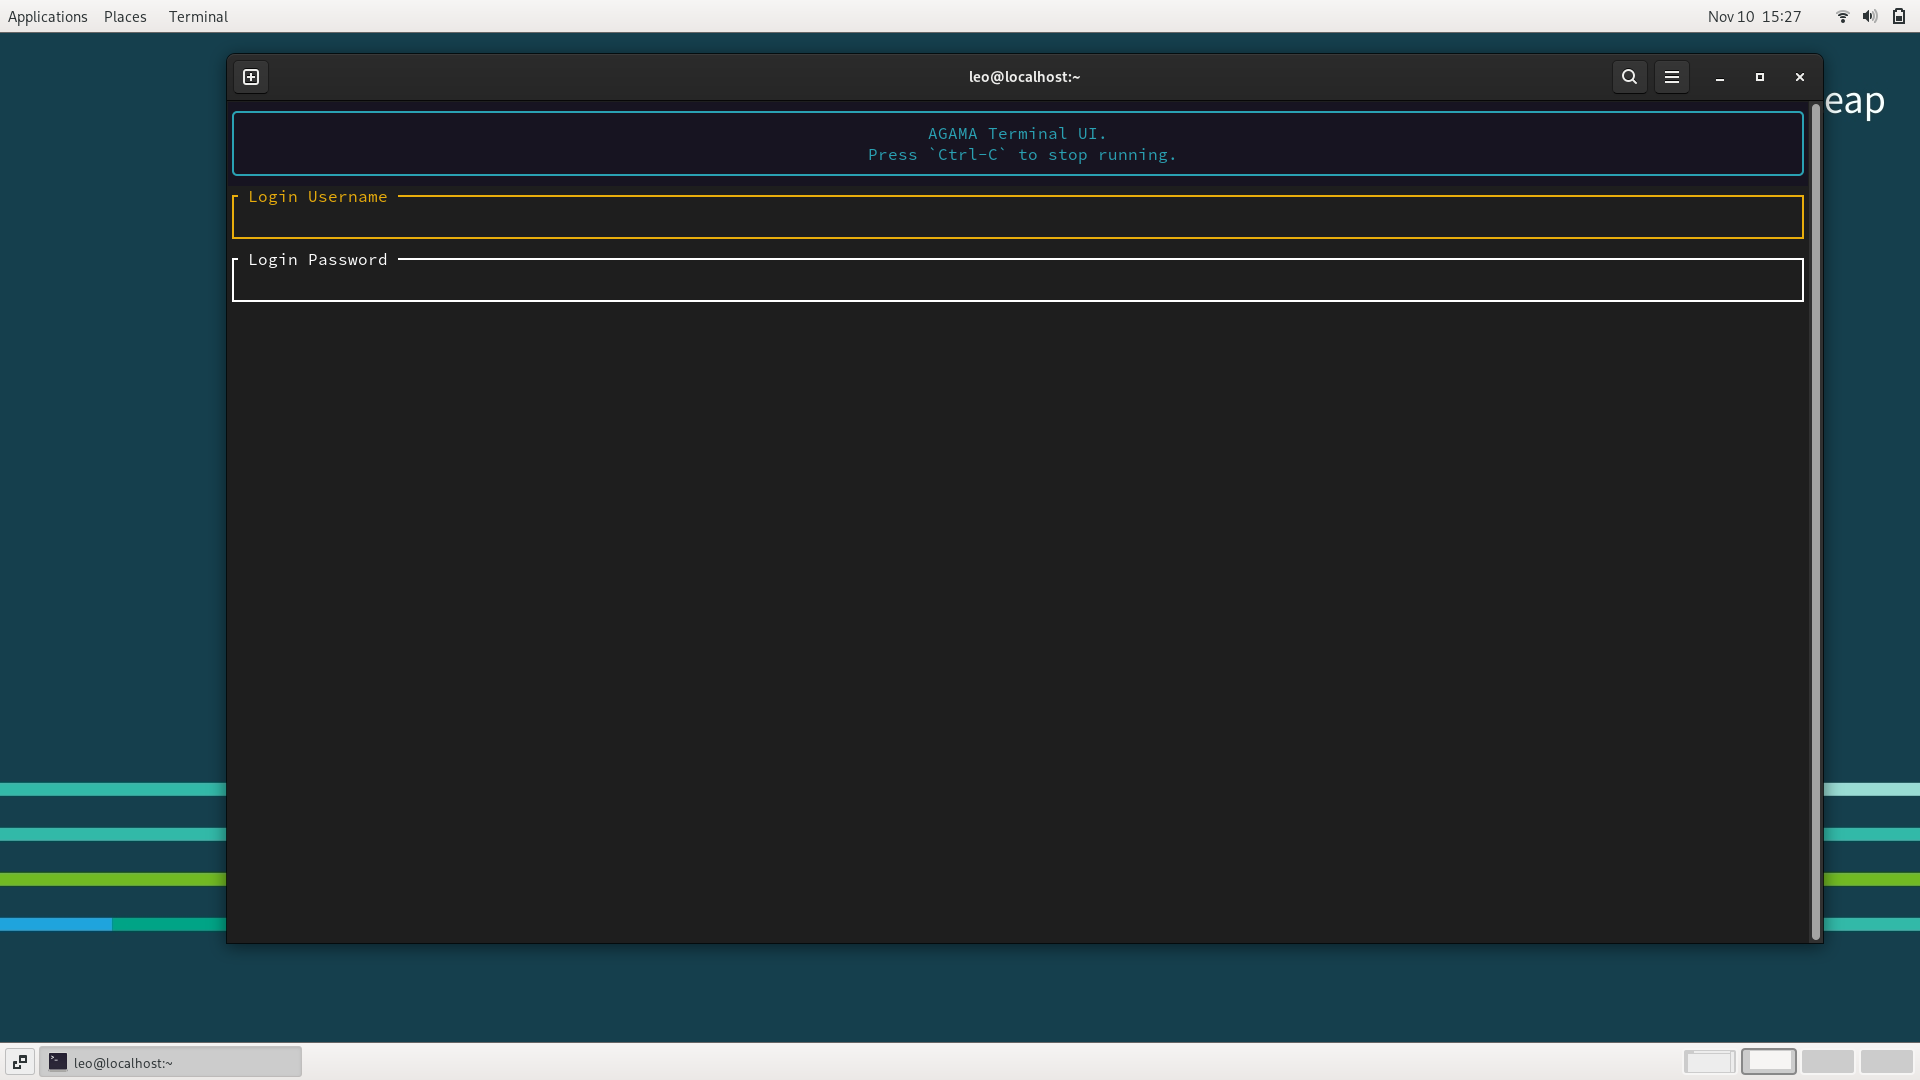 Applications Places Terminal Nov 10 15:27
leo@localhost:~
eap
AGAMA Terminal UI.
Press `Ctrl-C` to stop running.
Login Username
Login Password
leo@localhost:~